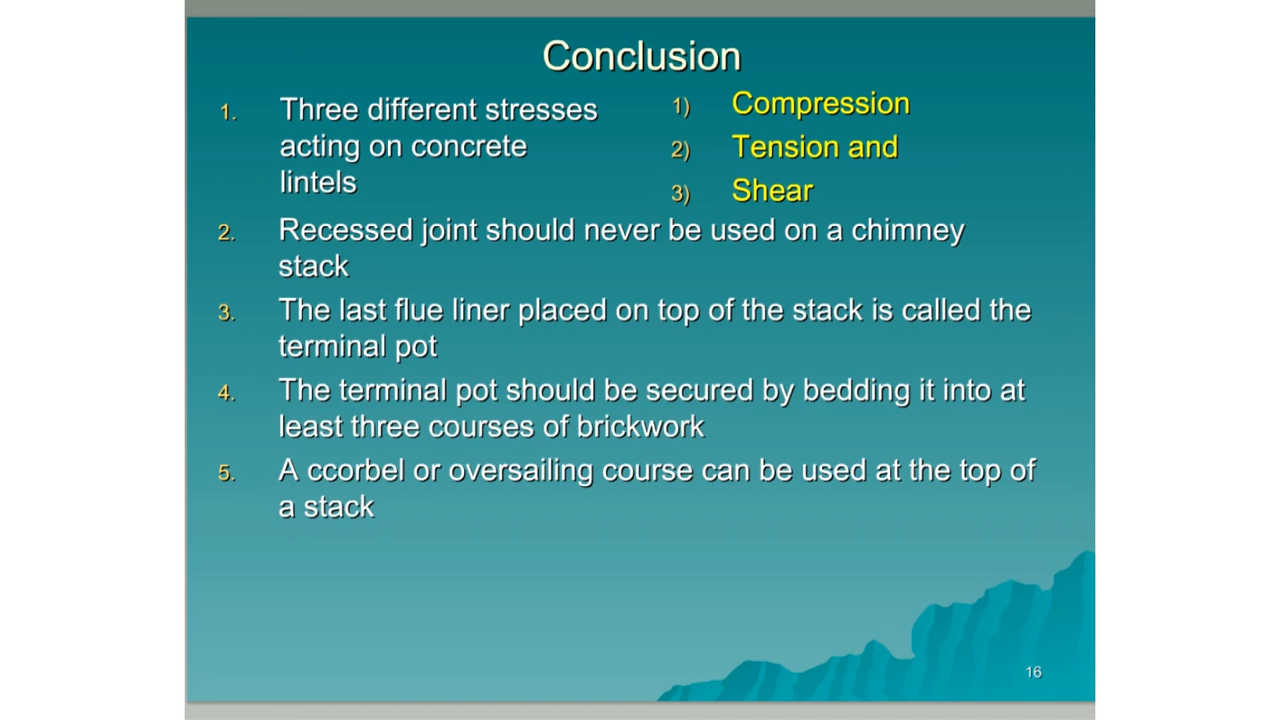 Conclusion
1. Three different stresses
acting on concrete
lintels
1) Compression
2) Tension and
3) Shear
2. Recessed joint should never be used on a chimney
stack
3. The last flue liner placed on top of the stack is called the
terminal pot
4. The terminal pot should be secured by bedding it into at
least three courses of brickwork
5. A ccorbel or oversailing course can be used at the top of
a stack
16